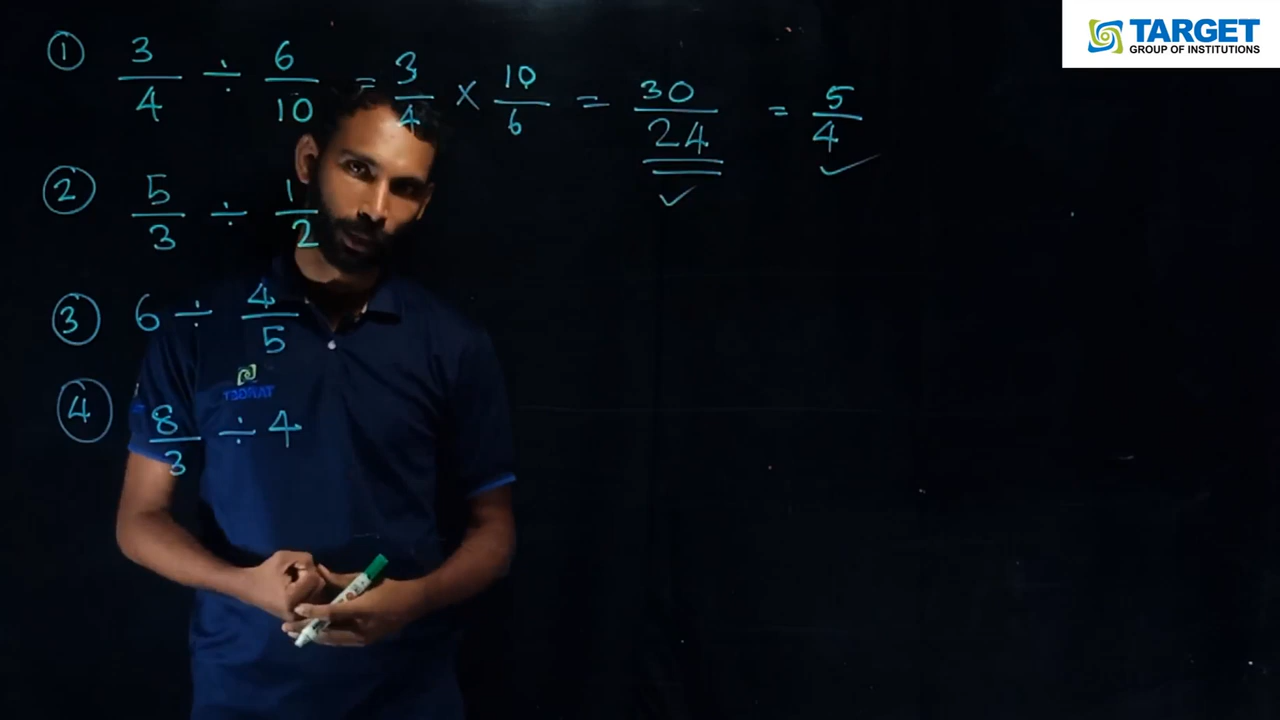 TARGET
GROUP OF INSTITUTIONS
① 3/4 ÷ 6/10 = 3/4 × 10/6 = 30/24 = 5/4
② 5/3 ÷ 1/2
③ 6 ÷ 4/5
④ 8/3 ÷ 4